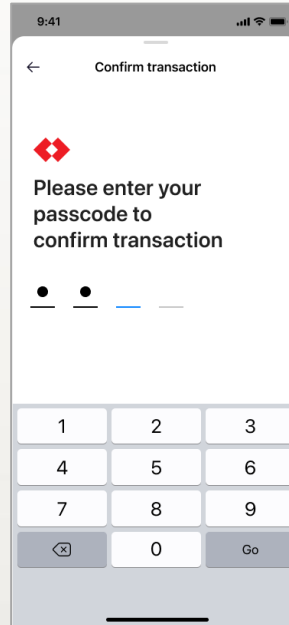 9:41
Confirm transaction
Please enter your
passcode to
confirm transaction
1 2 3
4 5 6
7 8 9
0 Go